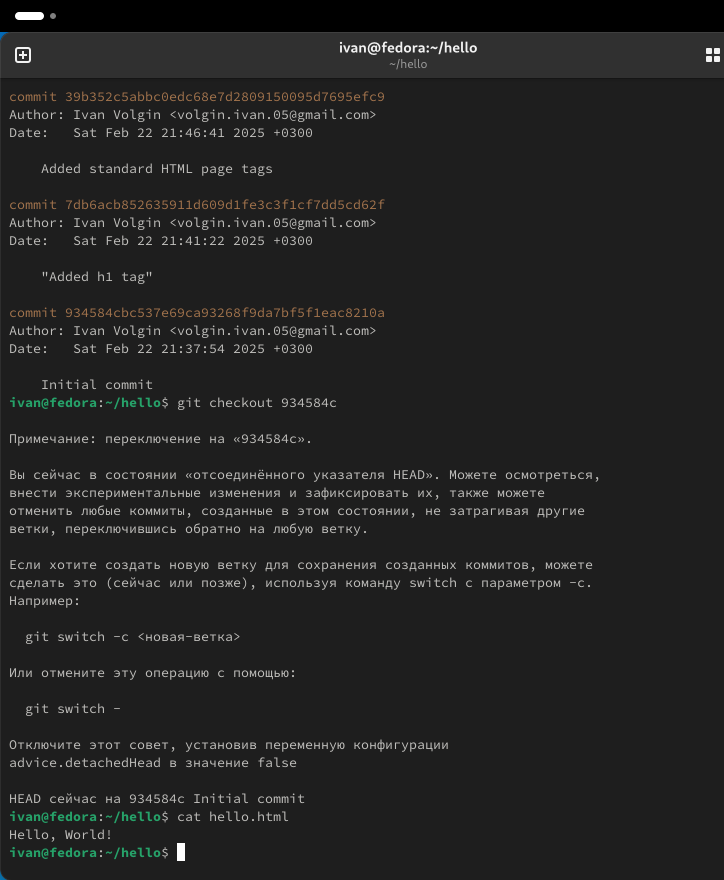 ivan@fedora:~/hello
~/hello
commit 39b352c5abbc0edc68e7d2809150095d7695efc9
Author: Ivan Volgin <volgin.ivan.05@gmail.com>
Date:   Sat Feb 22 21:46:41 2025 +0300
    Added standard HTML page tags
commit 7db6acb852635911d609d1fe3c3f1cf7dd5cd62f
Author: Ivan Volgin <volgin.ivan.05@gmail.com>
Date:   Sat Feb 22 21:41:22 2025 +0300
    "Added h1 tag"
commit 934584cbc537e69ca93268f9da7bf5f1eac8210a
Author: Ivan Volgin <volgin.ivan.05@gmail.com>
Date:   Sat Feb 22 21:37:54 2025 +0300
    Initial commit
ivan@fedora:~/hello$ git checkout 934584c
Примечание: переключение на «934584c».
Вы сейчас в состоянии «отсоединённого указателя HEAD». Можете осмотреться,
внести экспериментальные изменения и зафиксировать их, также можете
отменить любые коммиты, созданные в этом состоянии, не затрагивая другие
ветки, переключившись обратно на любую ветку.
Если хотите создать новую ветку для сохранения созданных коммитов, можете
сделать это (сейчас или позже), используя команду switch с параметром -c.
Например:
  git switch -c <новая-ветка>
Или отмените эту операцию с помощью:
  git switch -
Отключите этот совет, установив переменную конфигурации
advice.detachedHead в значение false
HEAD сейчас на 934584c Initial commit
ivan@fedora:~/hello$ cat hello.html
Hello, World!
ivan@fedora:~/hello$